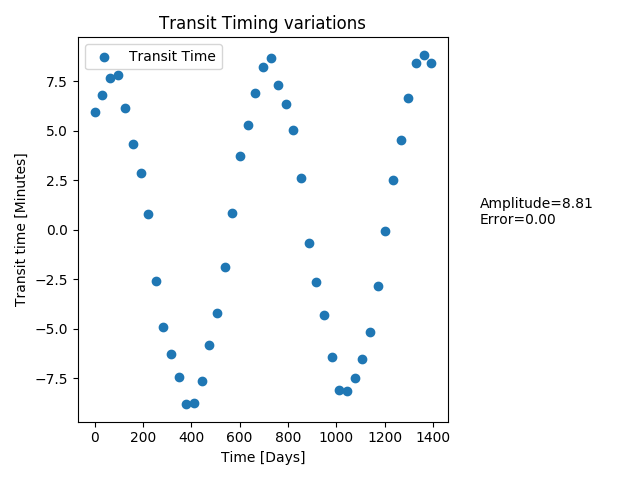 Transit Timing variations
Transit Time
Transit time [Minutes]
7.5
5.0
2.5
0.0
−2.5
−5.0
−7.5
0 200 400 600 800 1000 1200 1400
Time [Days]
Amplitude=8.81
Error=0.00